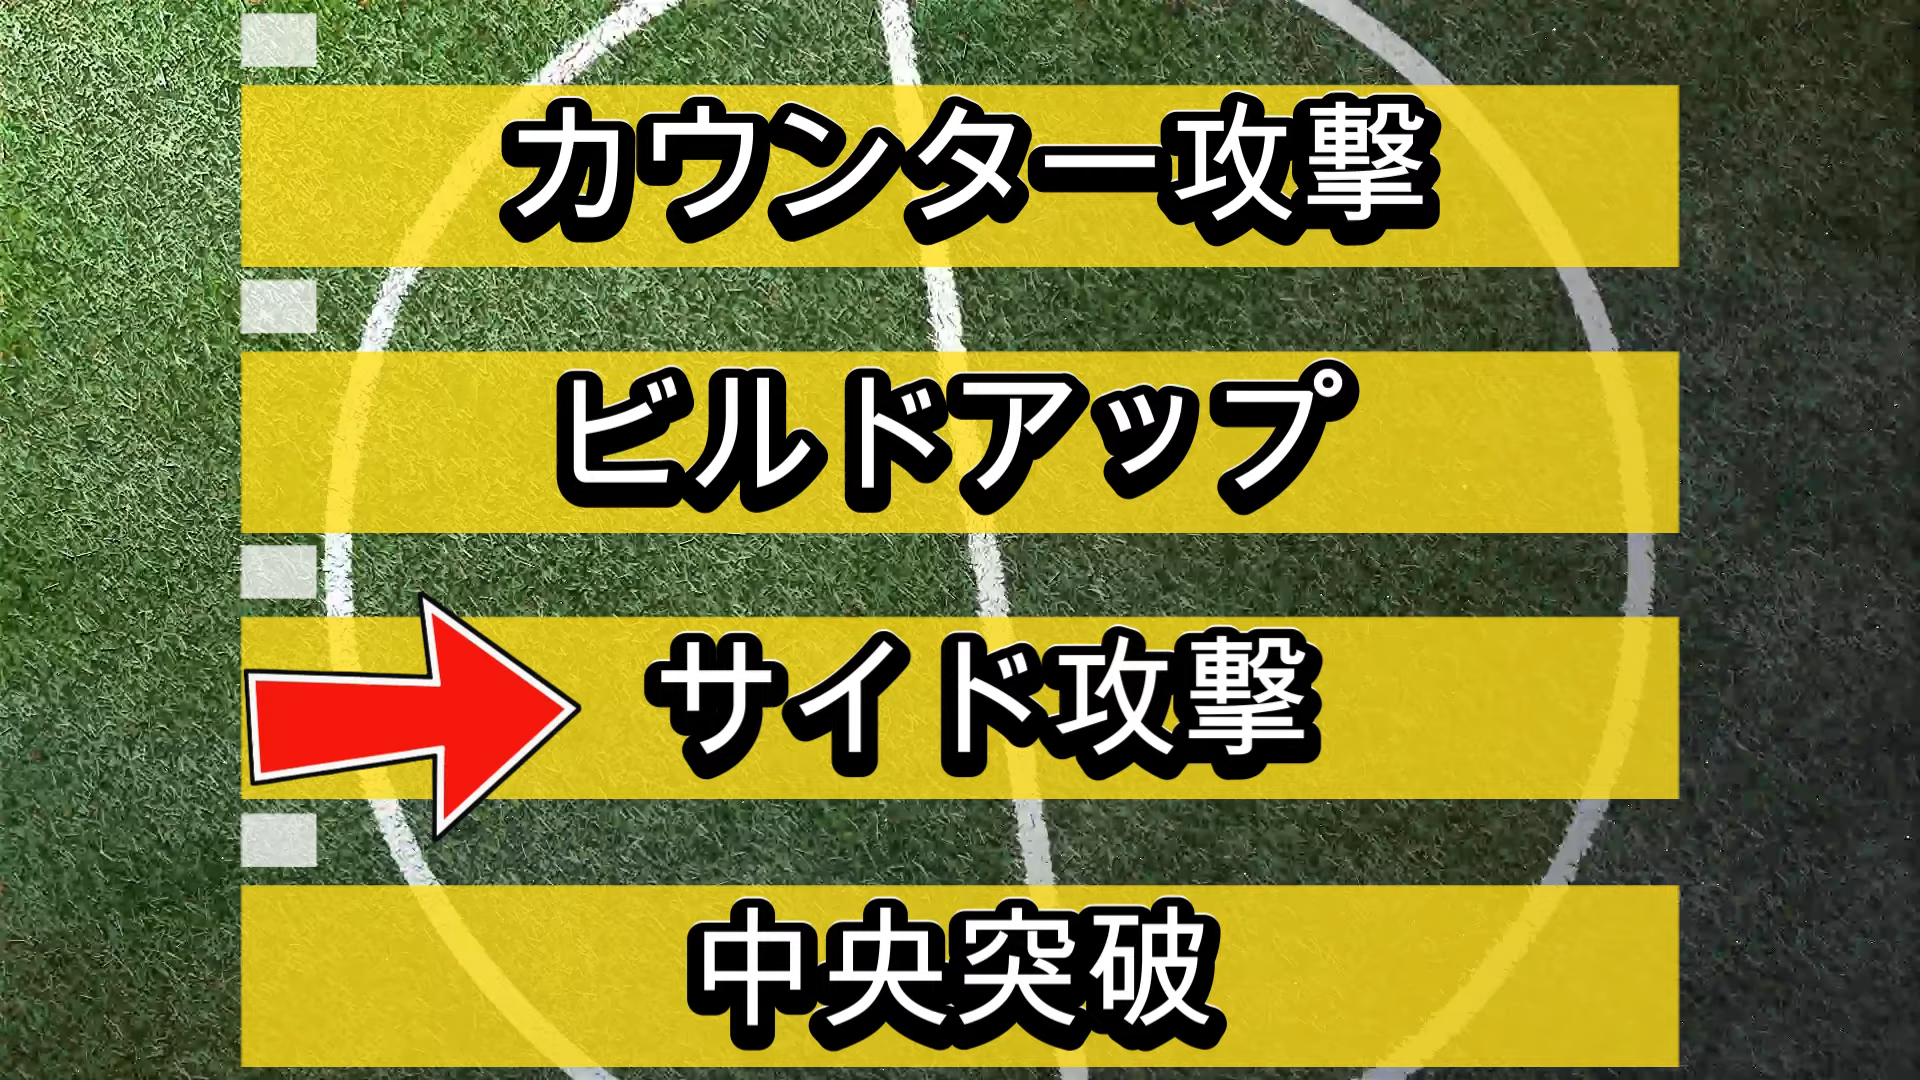 カウンター攻撃
ビルドアップ
サイド攻撃
中央突破